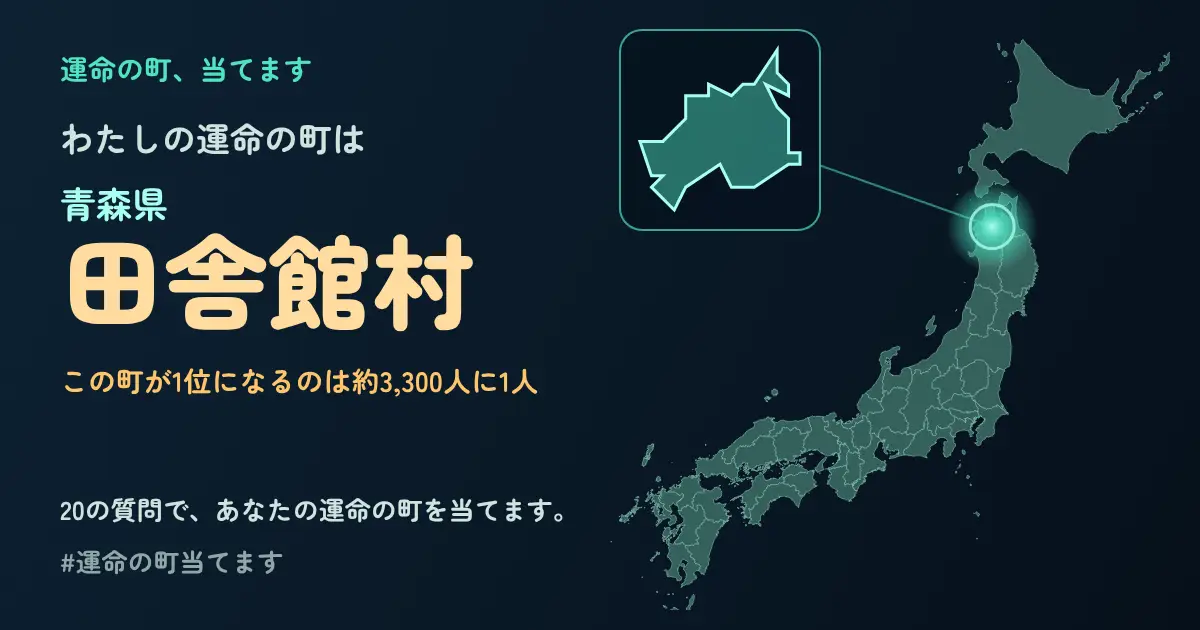 運命の町、当てます
わたしの運命の町は
青森県
田舎館村
この町が1位になるのは約3,300人に1人
20の質問で、あなたの運命の町を当てます。
#運命の町当てます